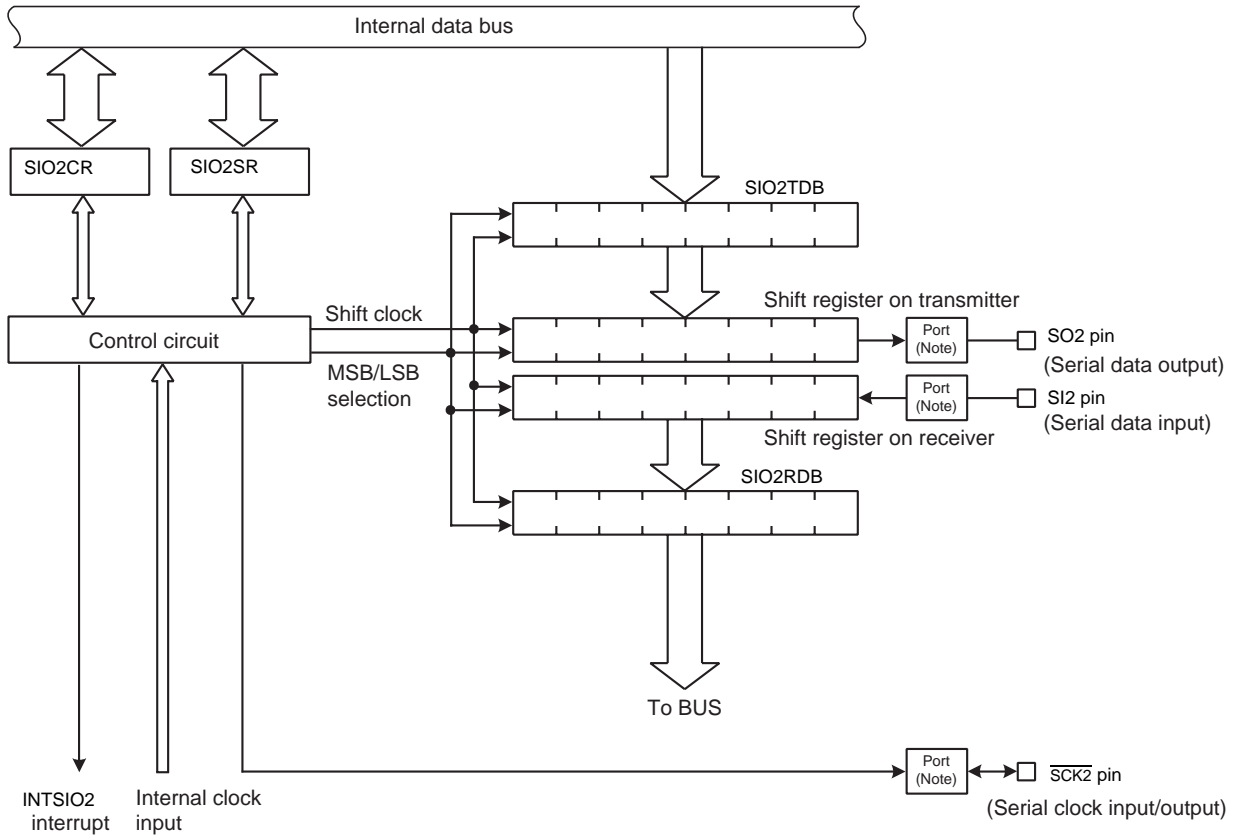 Internal data bus
SIO2CR
SIO2SR
SIO2TDB
Shift register on transmitter
Shift clock
Control circuit
MSB/LSB
selection
Port
(Note)
SO2 pin
(Serial data output)
Port
(Note)
SI2 pin
(Serial data input)
Shift register on receiver
SIO2RDB
To BUS
Port
(Note)
SCK2 pin
(Serial clock input/output)
INTSIO2
interrupt
Internal clock
input